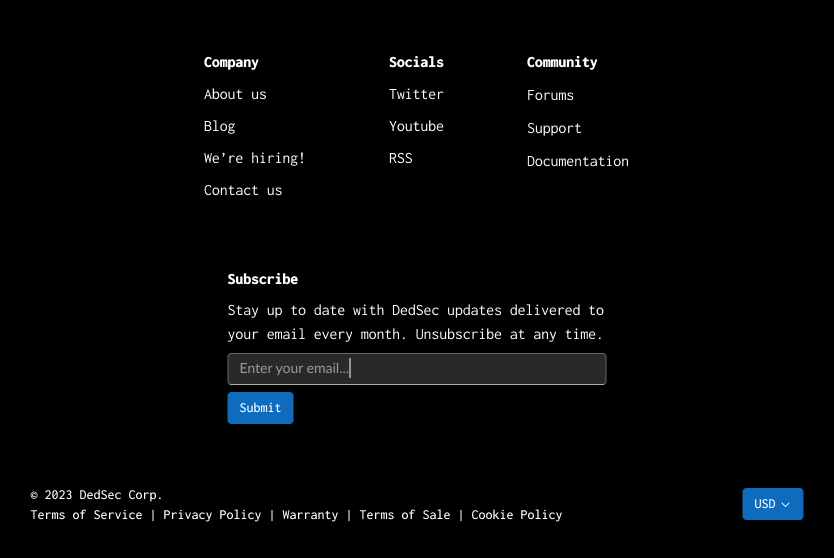 Company
About us
Blog
We’re hiring!
Contact us
Socials
Twitter
Youtube
RSS
Community
Forums
Support
Documentation
Subscribe
Stay up to date with DedSec updates delivered to
your email every month. Unsubscribe at any time.
Enter your email...
Submit
© 2023 DedSec Corp.
Terms of Service | Privacy Policy | Warranty | Terms of Sale | Cookie Policy
USD